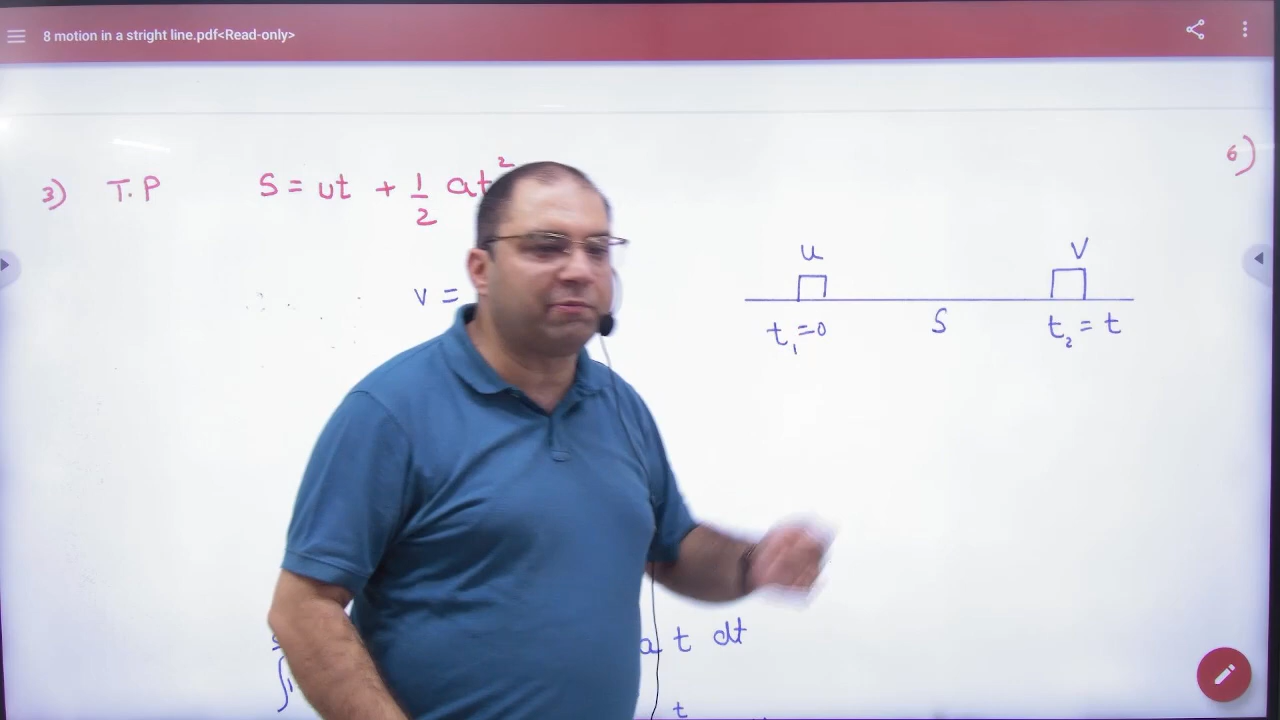 8 motion in a stright line.pdf<Read-only>
6)
3) T.P S = ut + 1/2 at²
u V
v =
t₁=0 S t₂ = t
a t dt
∫
t